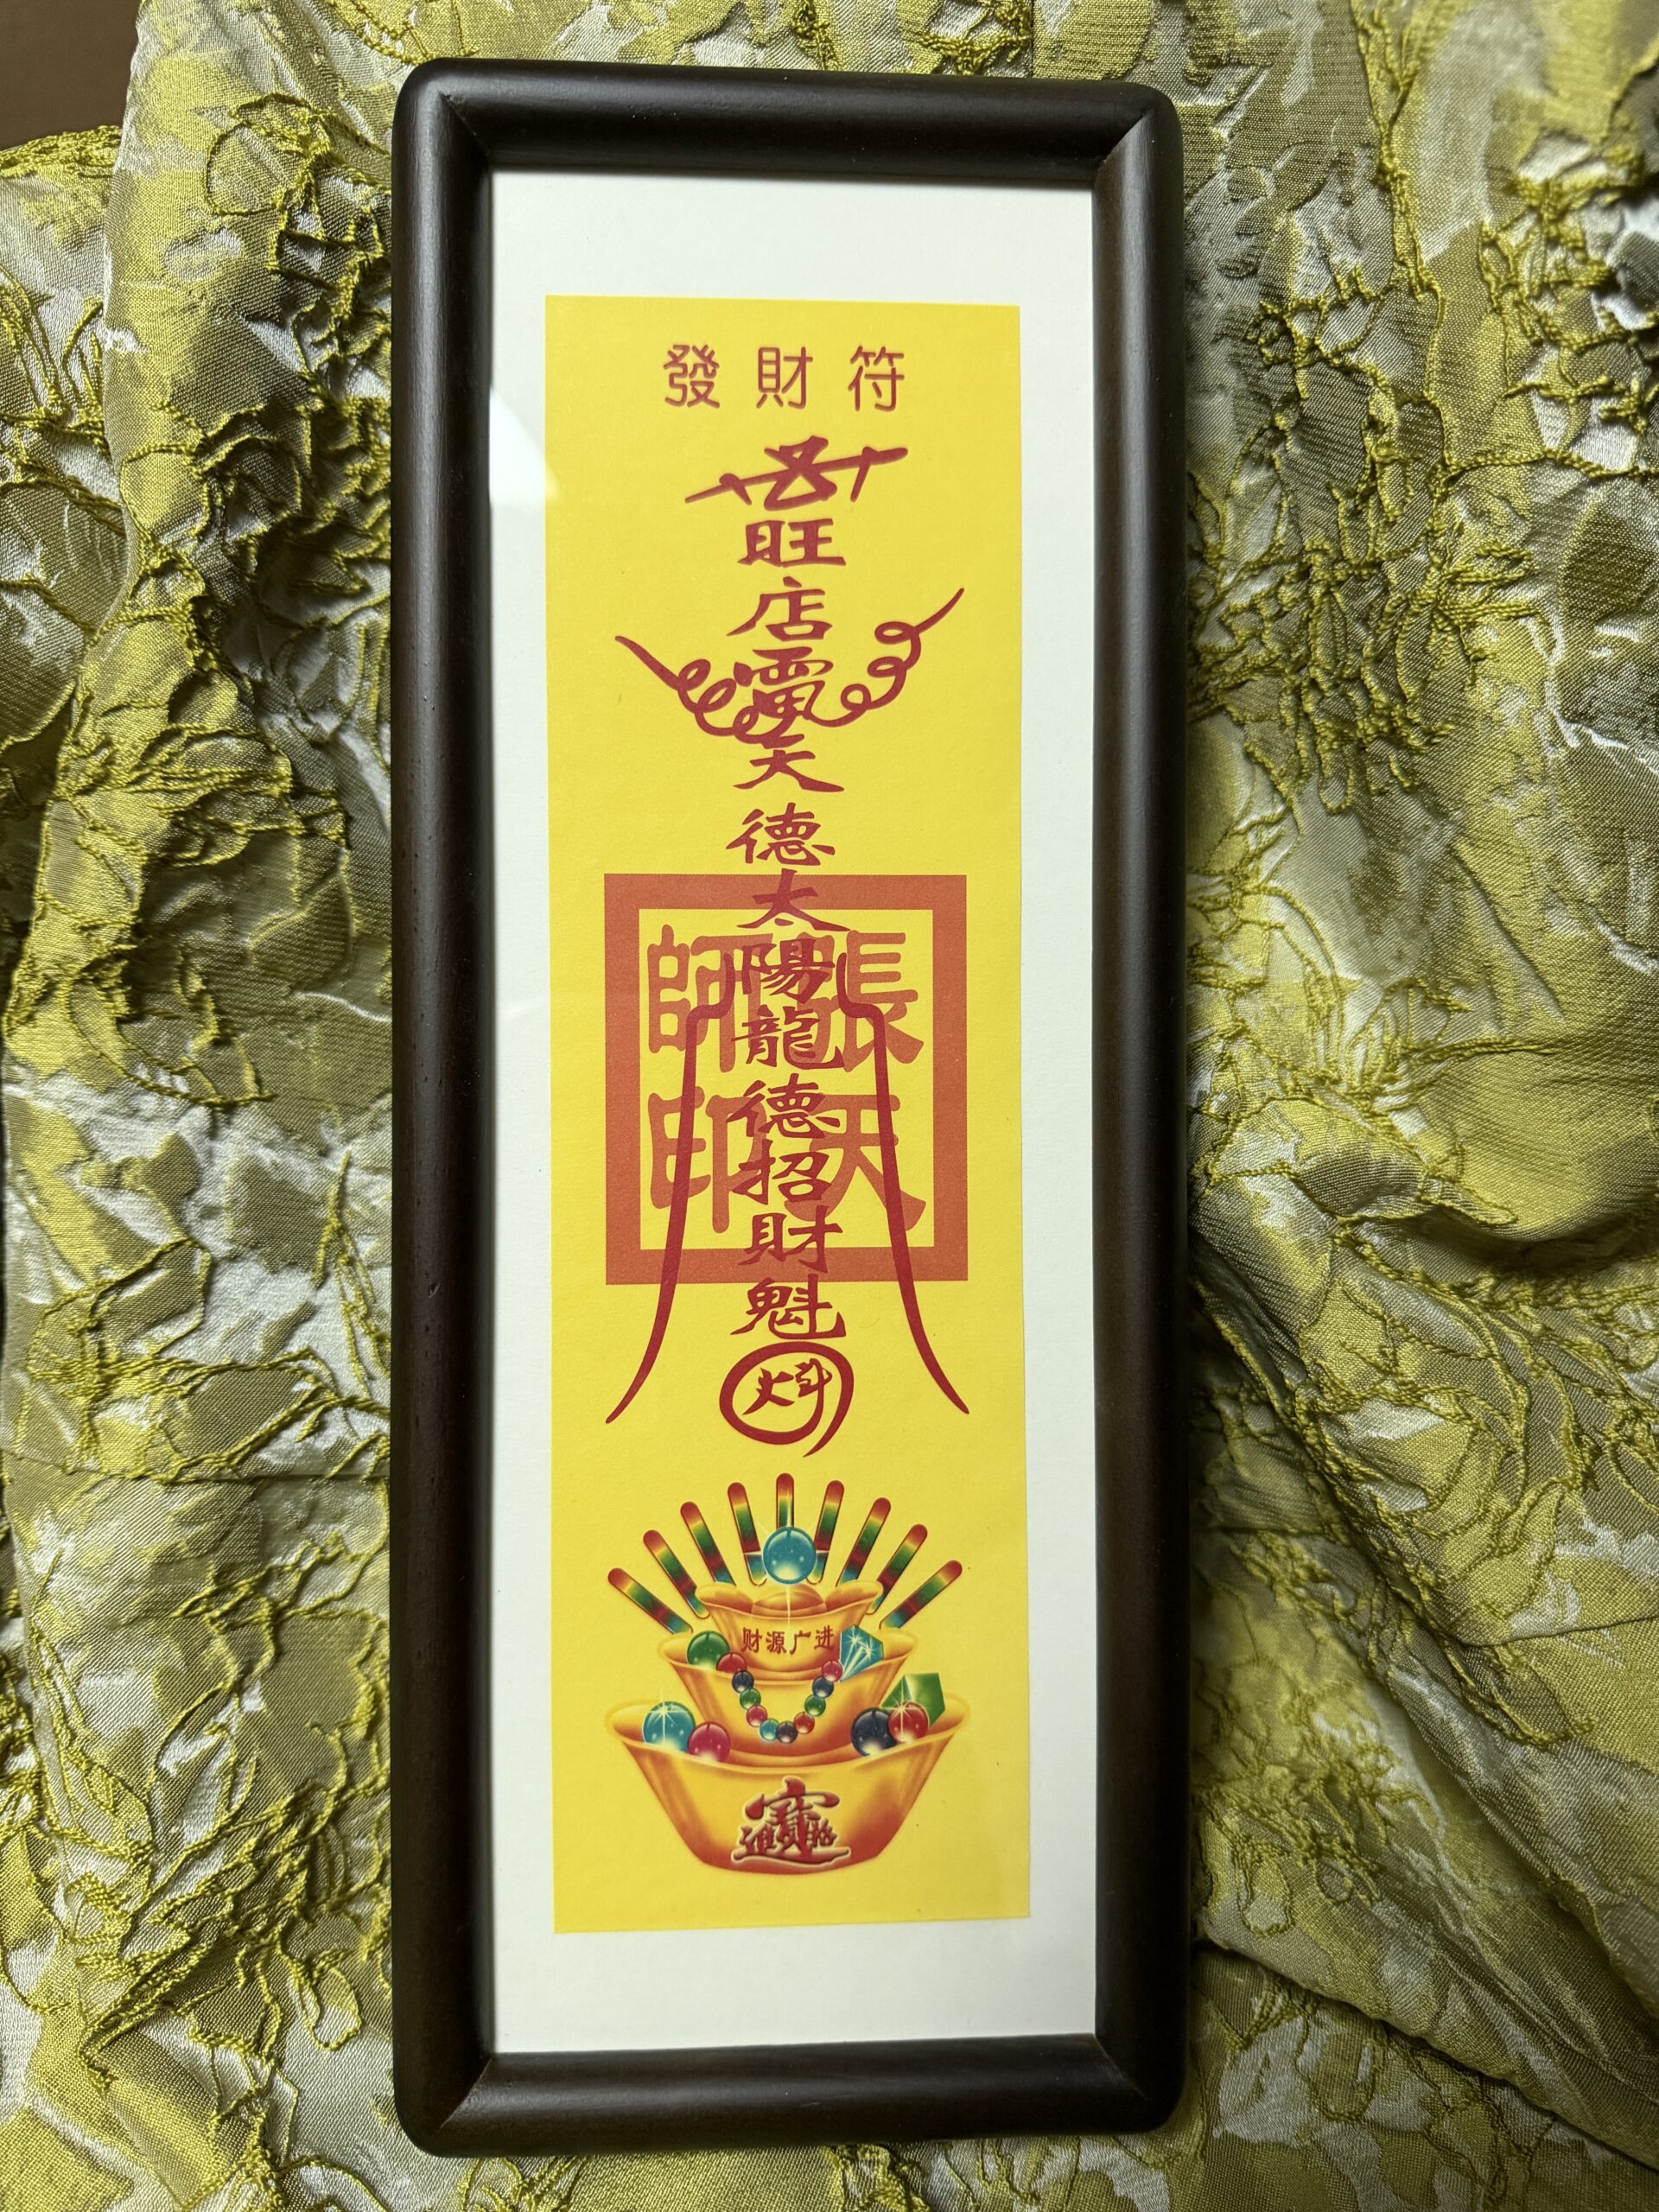 發財符
旺
店
天
德
太
陽
龍
德
招
財
魁
張天
師印
财源广进